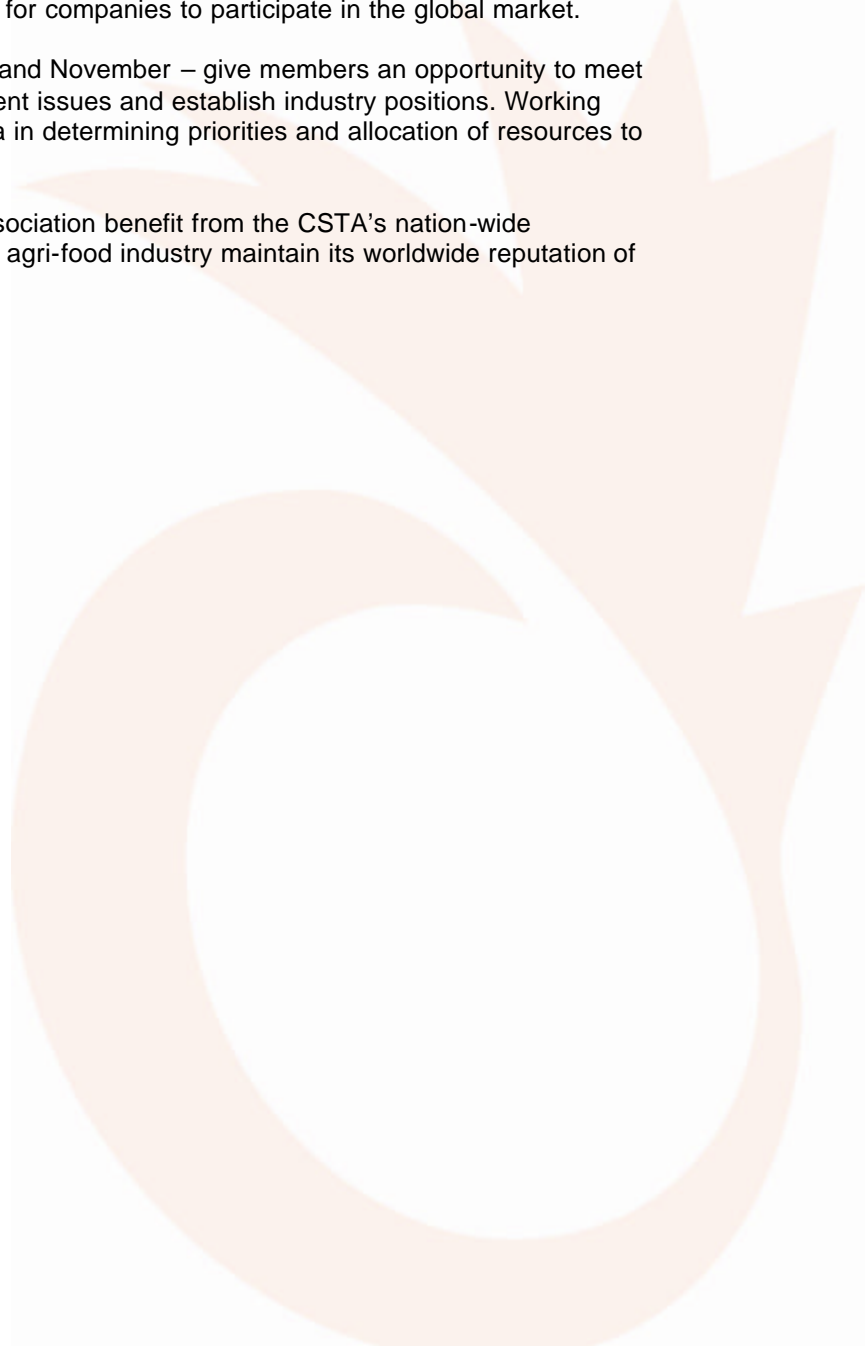 for companies to participate in the global market.
and November – give members an opportunity to meet
ent issues and establish industry positions. Working
a in determining priorities and allocation of resources to
sociation benefit from the CSTA's nation-wide
agri-food industry maintain its worldwide reputation of